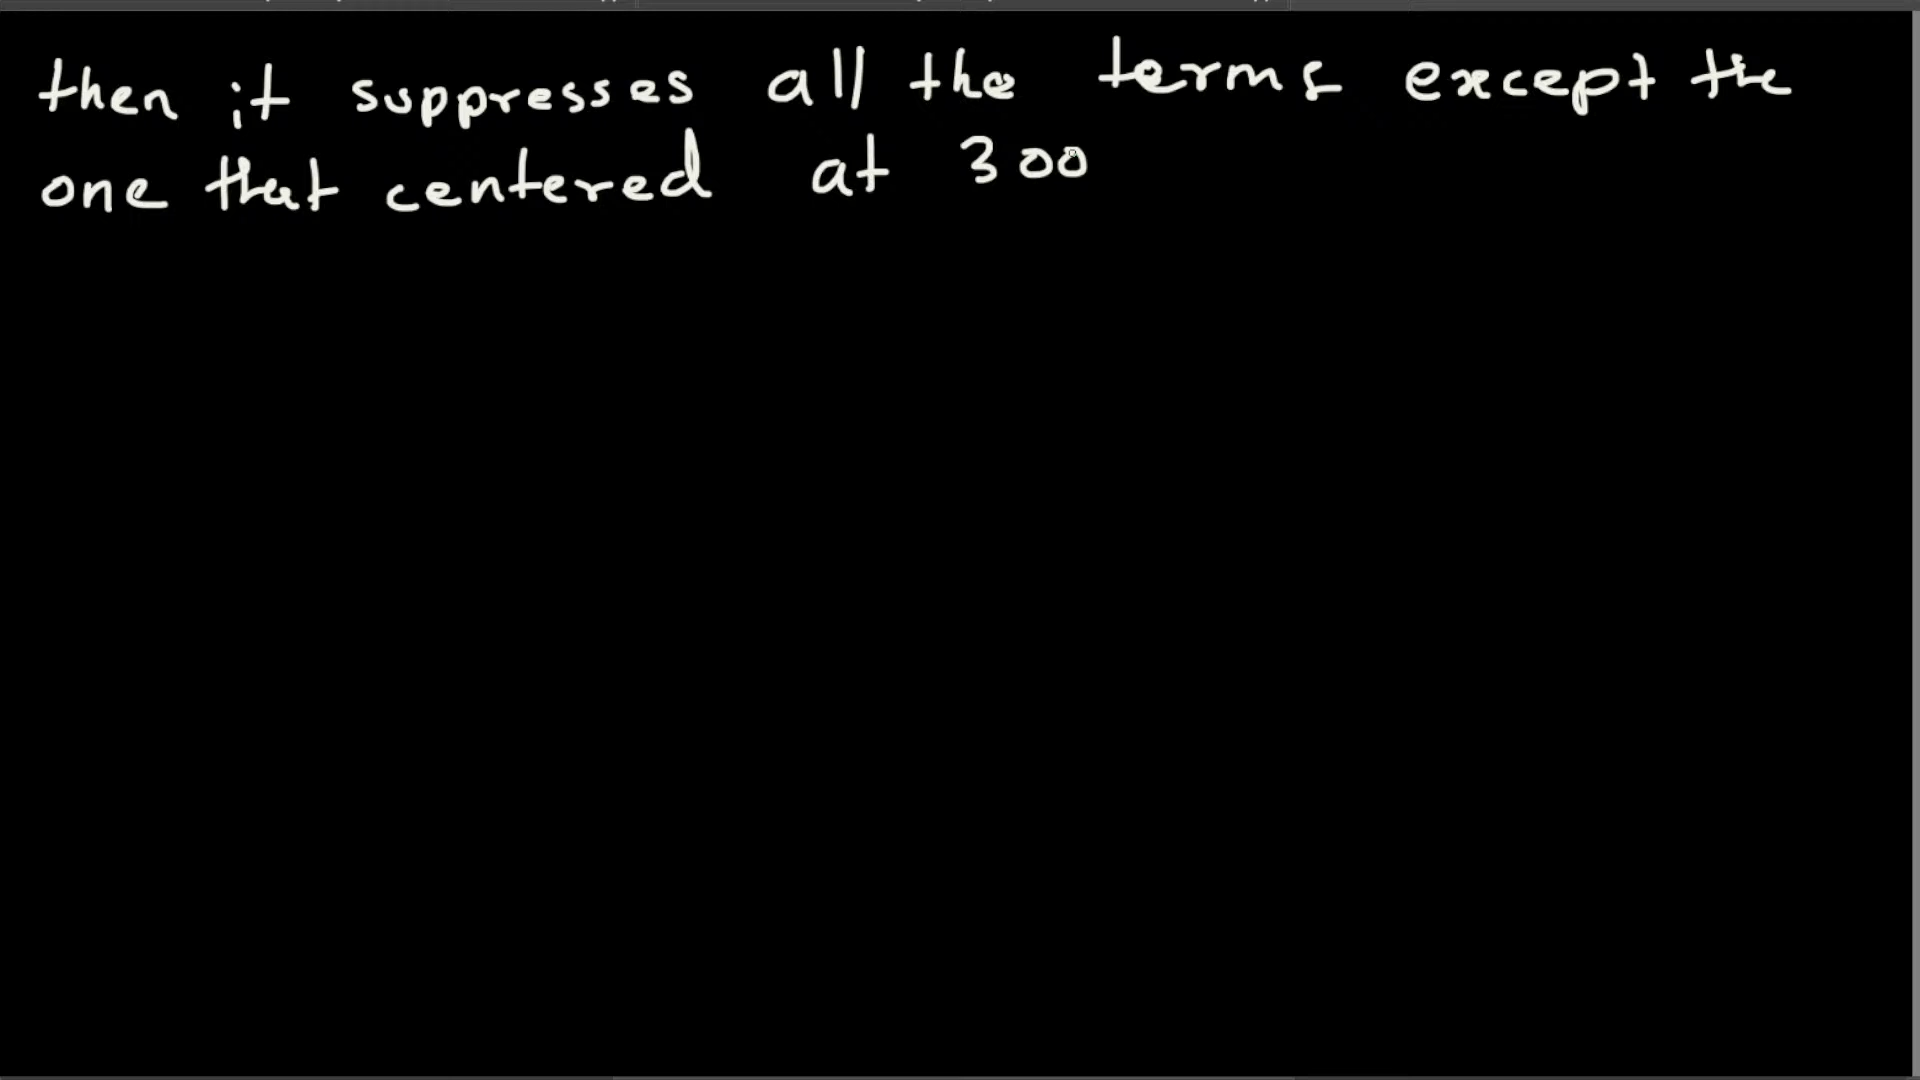 then it suppresses all the terms except the
one that centered at 300